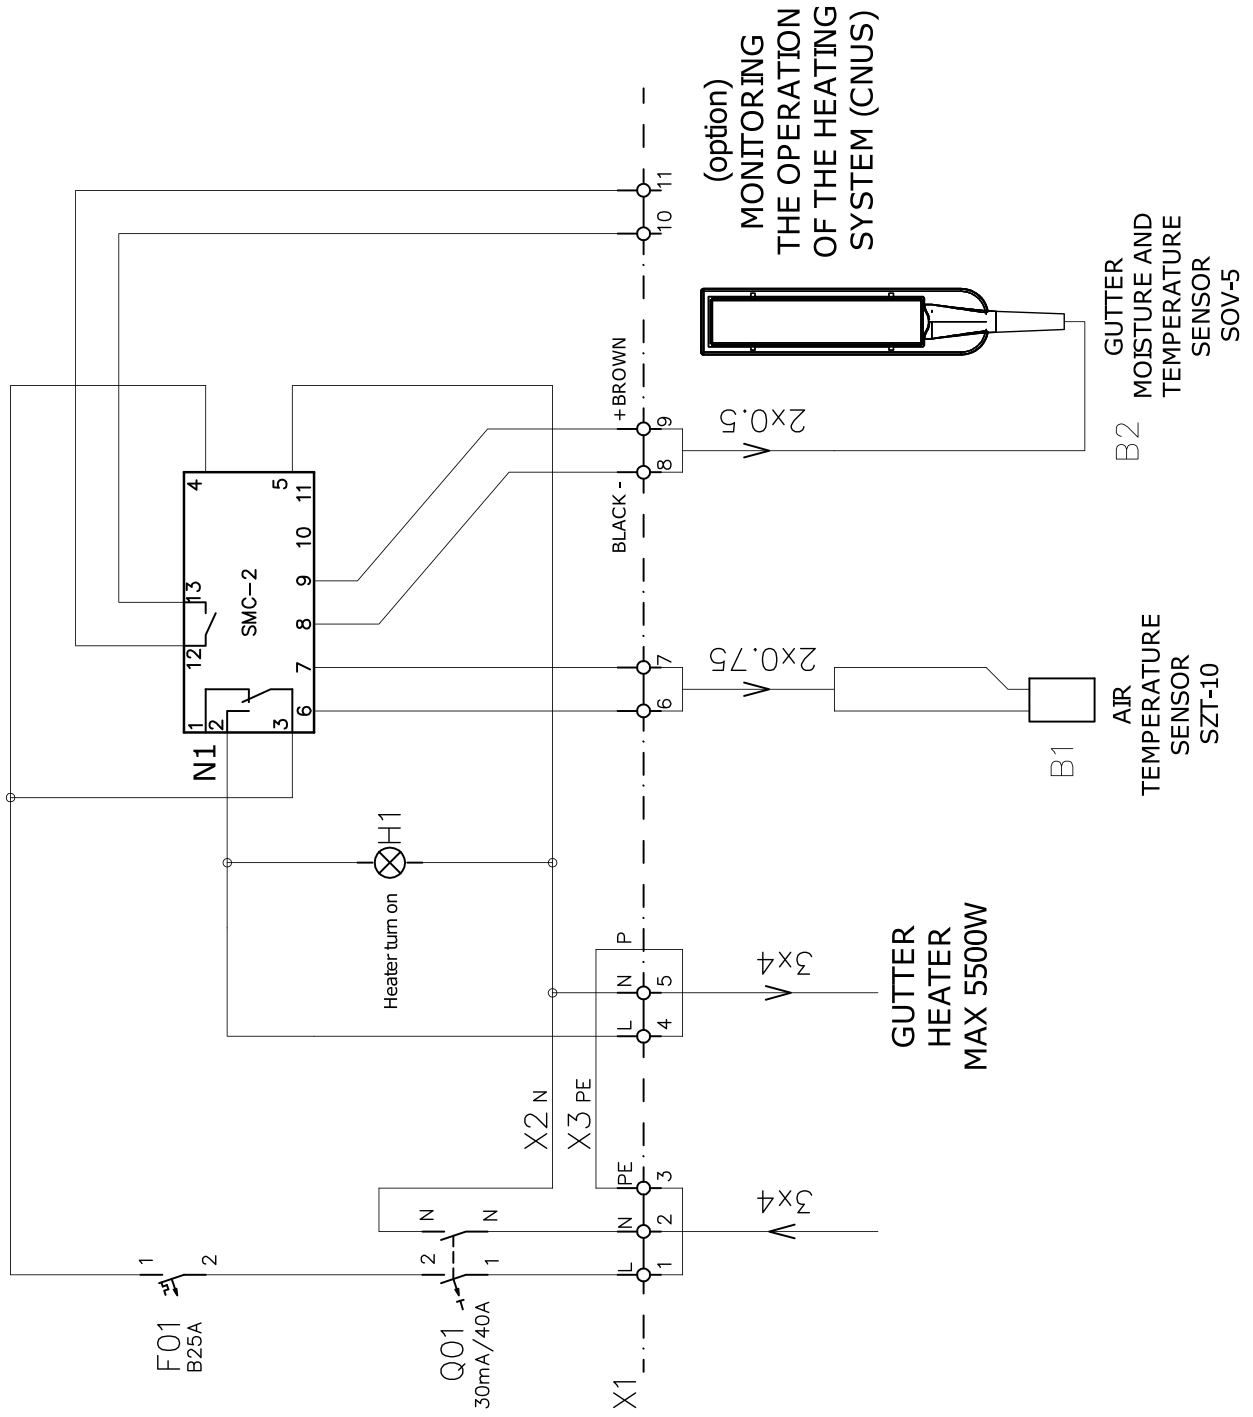 F01
B25A
1
2
Q01
30mA/40A
2
N
1
N
X1
L
N
PE
1
2
3
3x4
X2 N
X3 PE
L
N
P
4
5
3x4
GUTTER
HEATER
MAX 5500W
Heater turn on
H1
N1
SMC-2
1
2
3
12
13
4
5
6
7
8
9
10
11
6
7
2x0.75
B1
AIR
TEMPERATURE
SENSOR
SZT-10
BLACK -
+ BROWN
8
9
2x0.5
B2
GUTTER
MOISTURE AND
TEMPERATURE
SENSOR
SOV-5
10
11
(option)
MONITORING
THE OPERATION
OF THE HEATING
SYSTEM (CNUS)